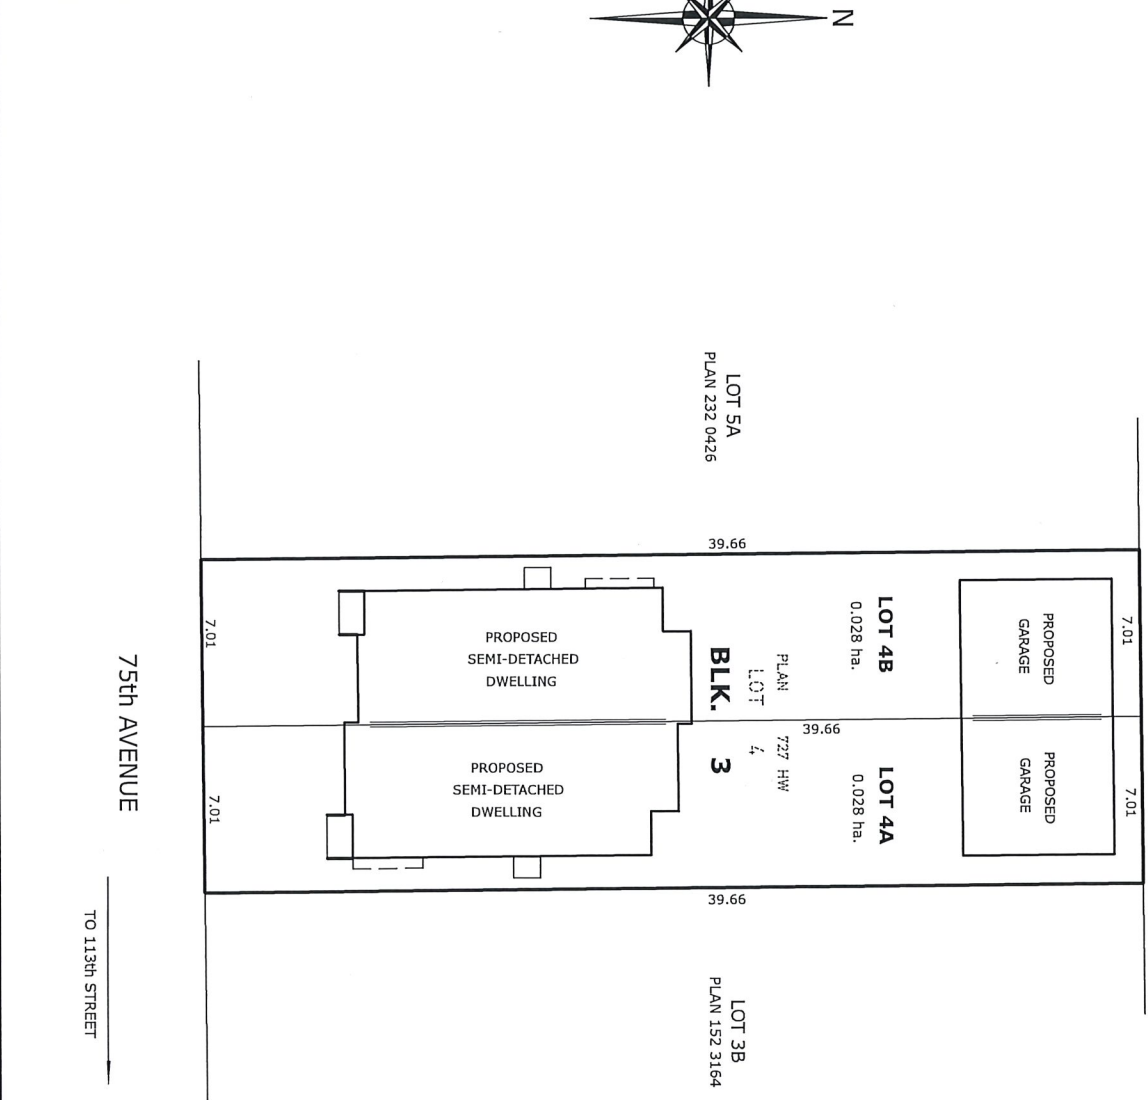 N
LOT 5A
PLAN 232 0426
39.66
7.01
PROPOSED
SEMI-DETACHED
DWELLING
LOT 4B
0.028 ha.
PROPOSED
GARAGE
7.01
BLK. 3
PLAN 727 HW
LOT 4
39.66
75th AVENUE
7.01
PROPOSED
SEMI-DETACHED
DWELLING
LOT 4A
0.028 ha.
PROPOSED
GARAGE
7.01
39.66
TO 113th STREET
LOT 3B
PLAN 152 3164